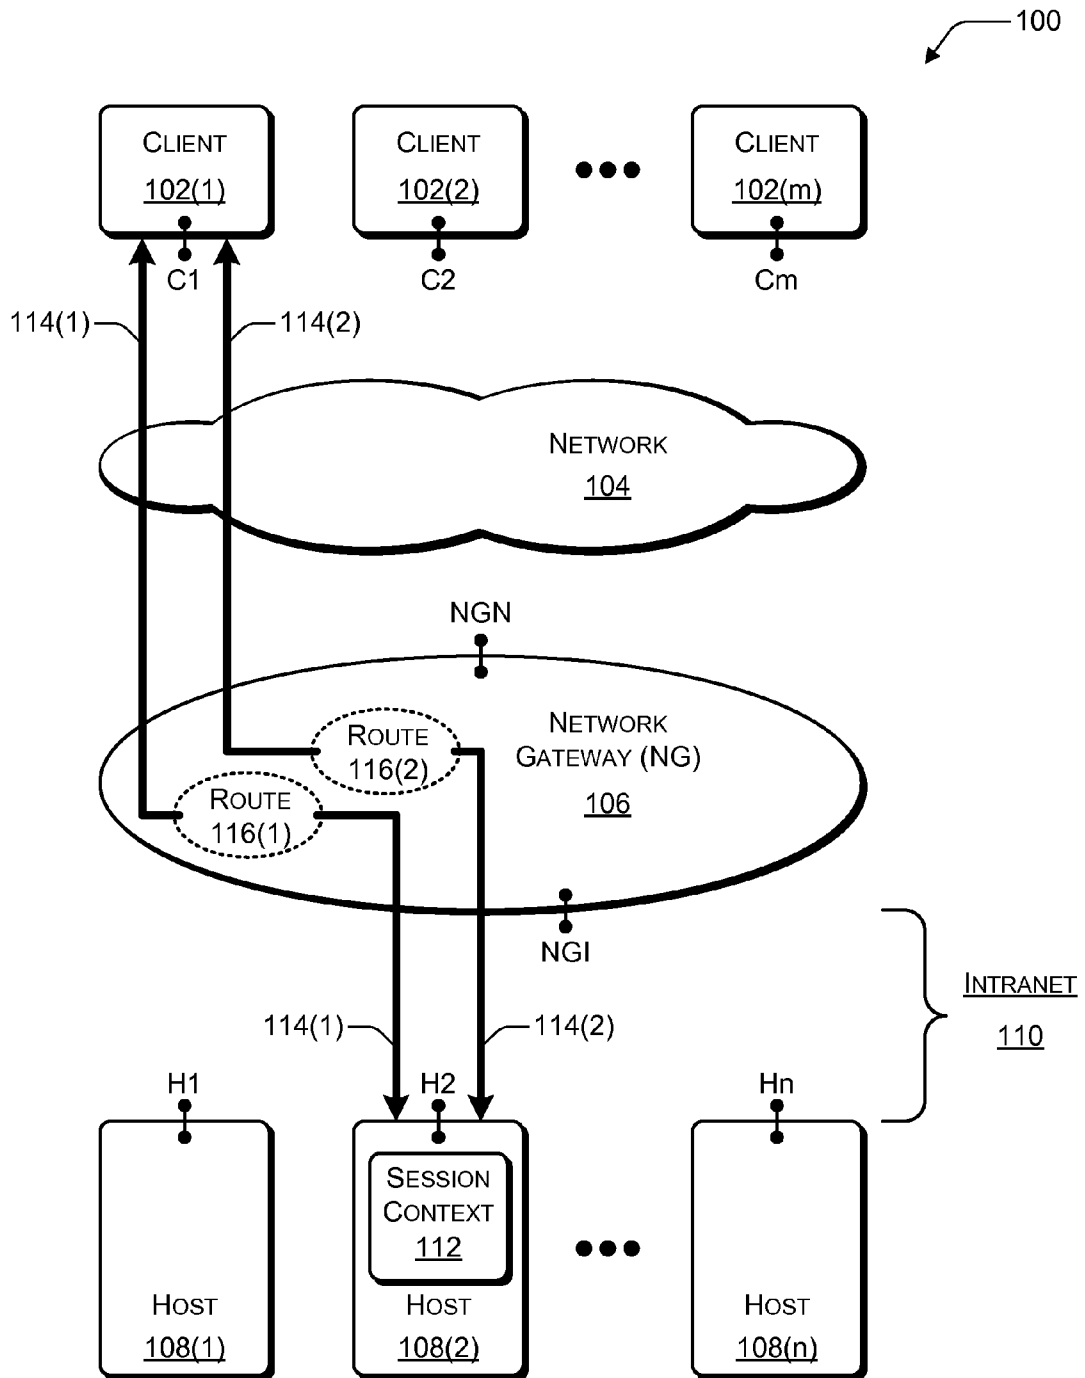 100
CLIENT
102(1)
CLIENT
102(2)
CLIENT
102(m)
C1
C2
Cm
114(1)
114(2)
NETWORK
104
NGN
NETWORK
GATEWAY (NG)
106
ROUTE
116(2)
ROUTE
116(1)
NGI
INTRANET
110
114(1)
114(2)
H1
H2
Hn
SESSION
CONTEXT
112
HOST
108(1)
HOST
108(2)
HOST
108(n)